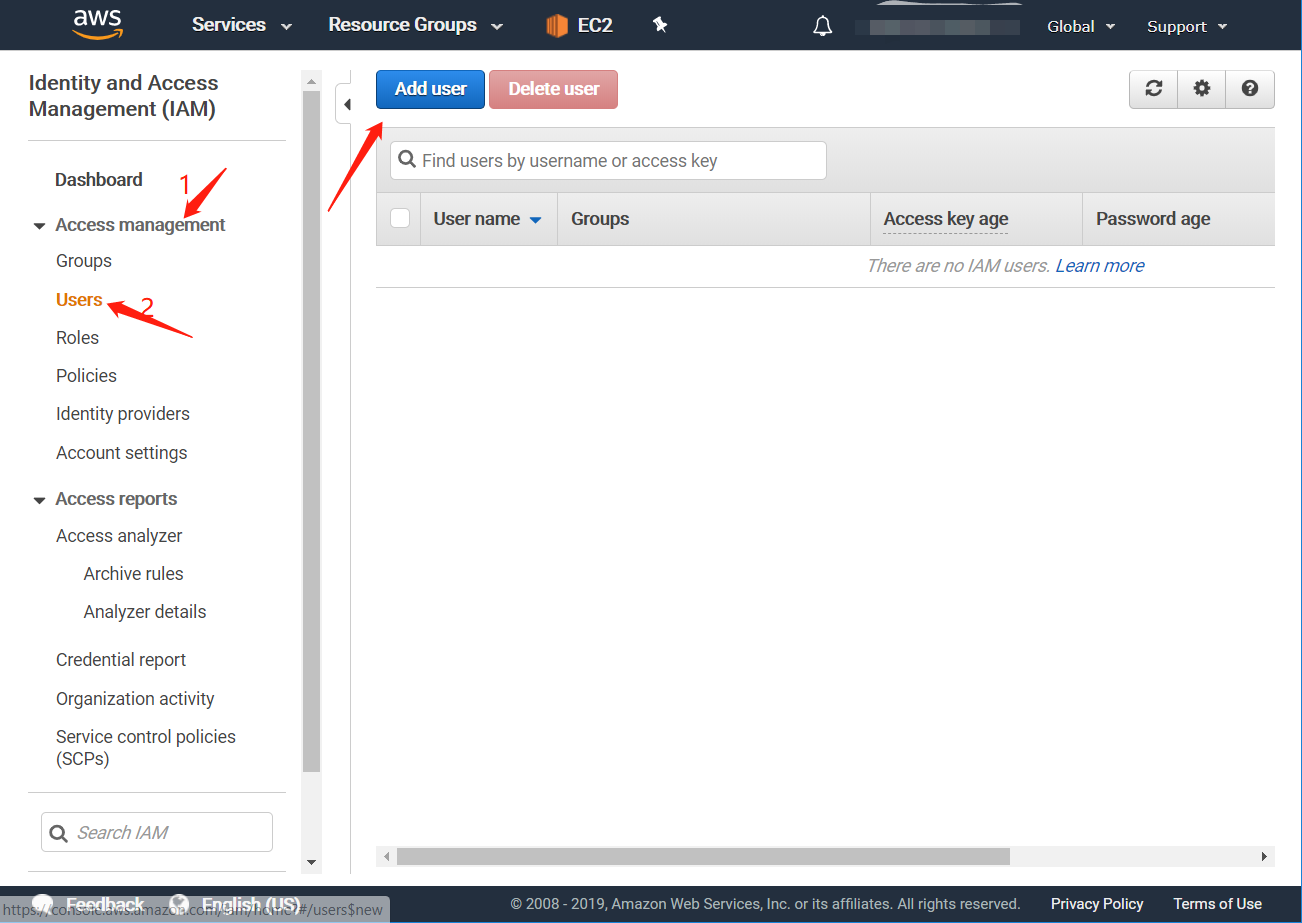 aws
Services
Resource Groups
EC2
Global
Support
Identity and Access
Management (IAM)
Dashboard
1
Access management
Groups
Users
2
Roles
Policies
Identity providers
Account settings
Access reports
Access analyzer
Archive rules
Analyzer details
Credential report
Organization activity
Service control policies
(SCPs)
Search IAM
Add user
Delete user
Find users by username or access key
User name
Groups
Access key age
Password age
There are no IAM users. Learn more
Feedback
English (US)
https://console.aws.amazon.com/iam/home?#/users$new
© 2008 - 2019, Amazon Web Services, Inc. or its affiliates. All rights reserved.
Privacy Policy
Terms of Use